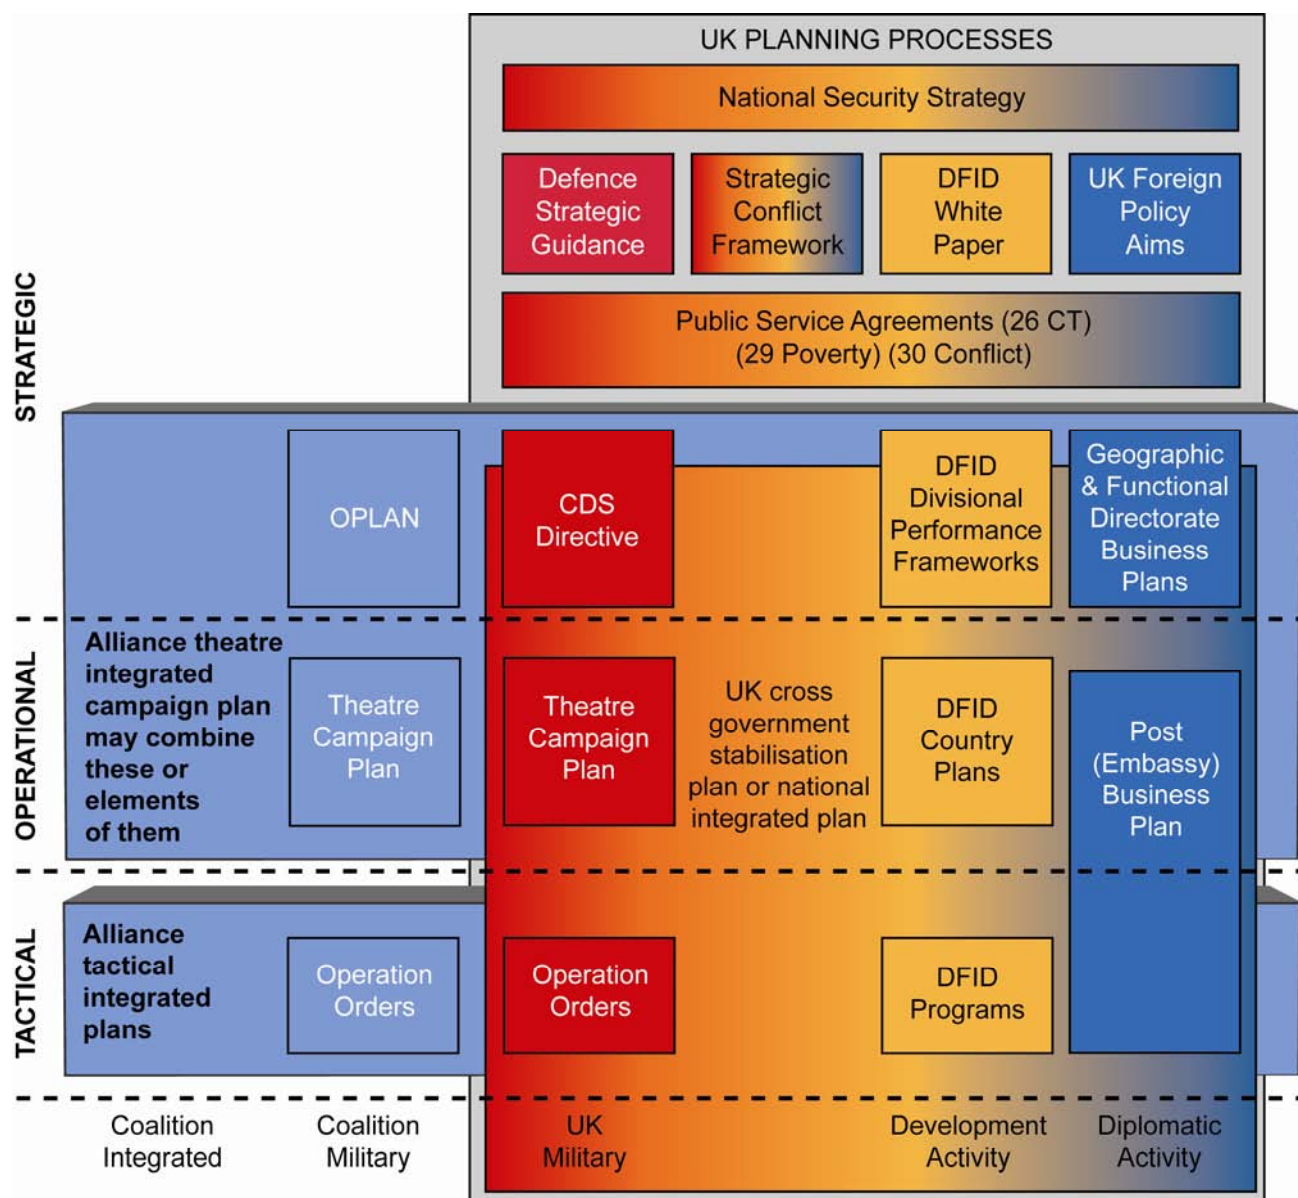 UK PLANNING PROCESSES
National Security Strategy
Defence
Strategic
Guidance
Strategic
Conflict
Framework
DFID
White
Paper
UK Foreign
Policy
Aims
Public Service Agreements (26 CT)
(29 Poverty) (30 Conflict)
STRATEGIC
OPLAN
CDS
Directive
DFID
Divisional
Performance
Frameworks
Geographic
& Functional
Directorate
Business
Plans
OPERATIONAL
Alliance theatre
integrated
campaign plan
may combine
these or
elements
of them
Theatre
Campaign
Plan
Theatre
Campaign
Plan
UK cross
government
stabilisation
plan or national
integrated plan
DFID
Country
Plans
Post
(Embassy)
Business
Plan
TACTICAL
Alliance
tactical
integrated
plans
Operation
Orders
Operation
Orders
DFID
Programs
Coalition
Integrated
Coalition
Military
UK
Military
Development
Activity
Diplomatic
Activity